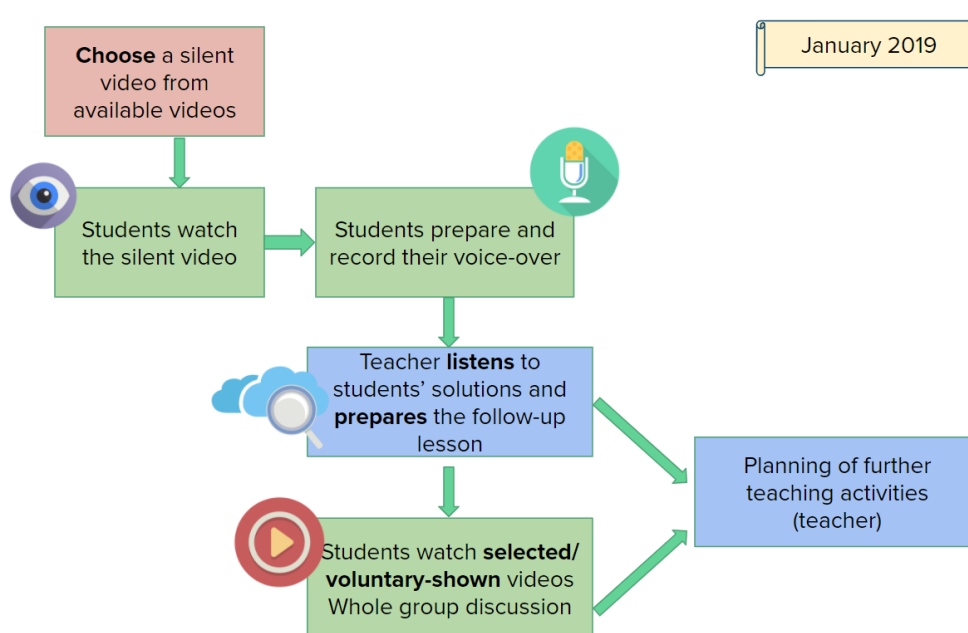 Choose a silent
video from
available videos
January 2019
Students watch
the silent video
Students prepare and
record their voice-over
Teacher listens to
students’ solutions and
prepares the follow-up
lesson
Planning of further
teaching activities
(teacher)
Students watch selected/
voluntary-shown videos
Whole group discussion